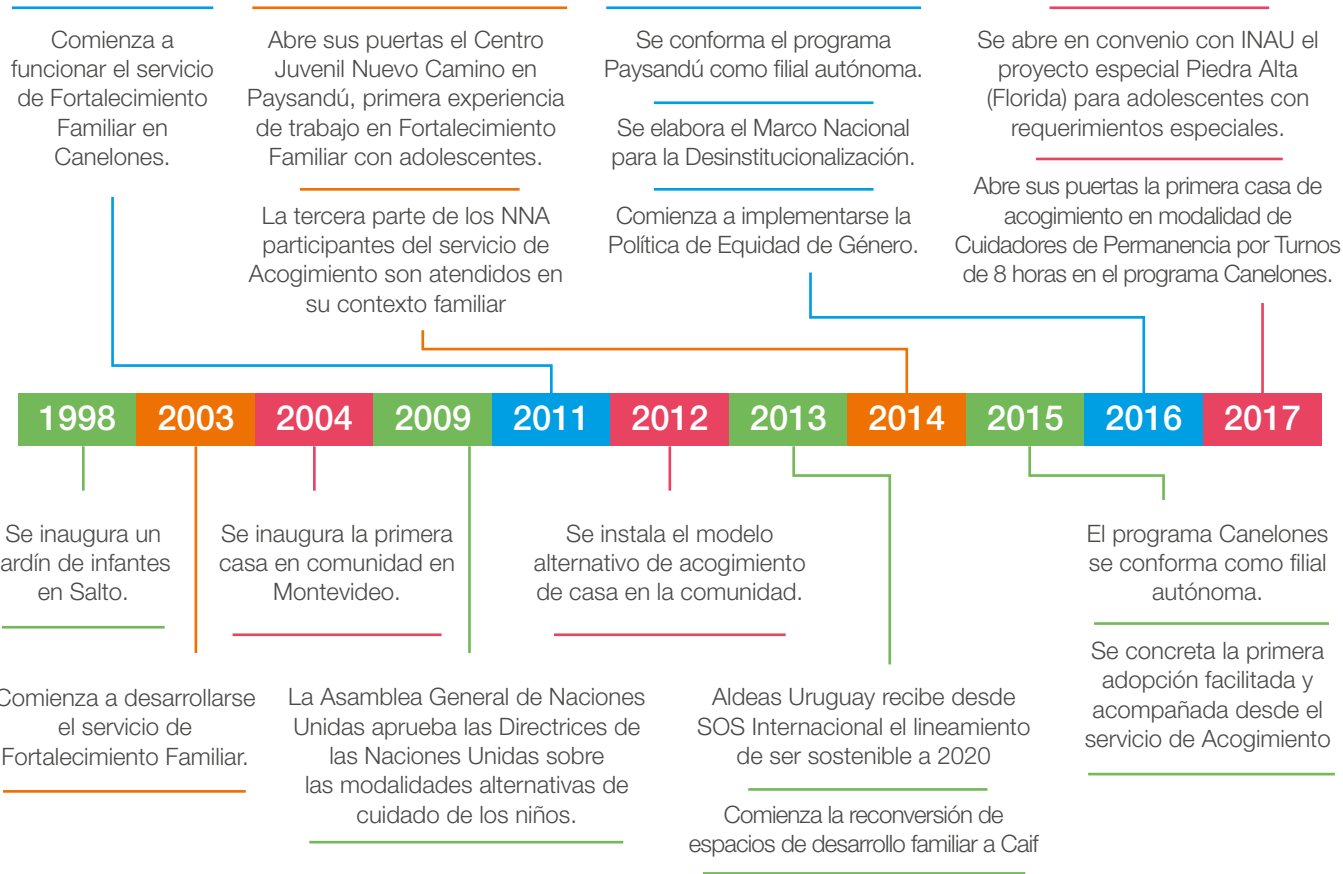 Comienza a
funcionar el servicio
de Fortalecimiento
Familiar en
Canelones.
Abre sus puertas el Centro
Juvenil Nuevo Camino en
Paysandú, primera experiencia
de trabajo en Fortalecimiento
Familiar con adolescentes.
La tercera parte de los NNA
participantes del servicio de
Acogimiento son atendidos en
su contexto familiar
Se conforma el programa
Paysandú como filial autónoma.
Se elabora el Marco Nacional
para la Desinstitucionalización.
Comienza a implementarse la
Política de Equidad de Género.
Se abre en convenio con INAU el
proyecto especial Piedra Alta
(Florida) para adolescentes con
requerimientos especiales.
Abre sus puertas la primera casa de
acogimiento en modalidad de
Cuidadores de Permanencia por Turnos
de 8 horas en el programa Canelones.
1998 2003 2004 2009 2011 2012 2013 2014 2015 2016 2017
Se inaugura un
ardín de infantes
en Salto.
Comienza a desarrollarse
el servicio de
Fortalecimiento Familiar.
Se inaugura la primera
casa en comunidad en
Montevideo.
La Asamblea General de Naciones
Unidas aprueba las Directrices de
las Naciones Unidas sobre
las modalidades alternativas de
cuidado de los niños.
Se instala el modelo
alternativo de acogimiento
de casa en la comunidad.
Aldeas Uruguay recibe desde
SOS Internacional el lineamiento
de ser sostenible a 2020
Comienza la reconversión de
espacios de desarrollo familiar a Caif
El programa Canelones
se conforma como filial
autónoma.
Se concreta la primera
adopción facilitada y
acompañada desde el
servicio de Acogimiento